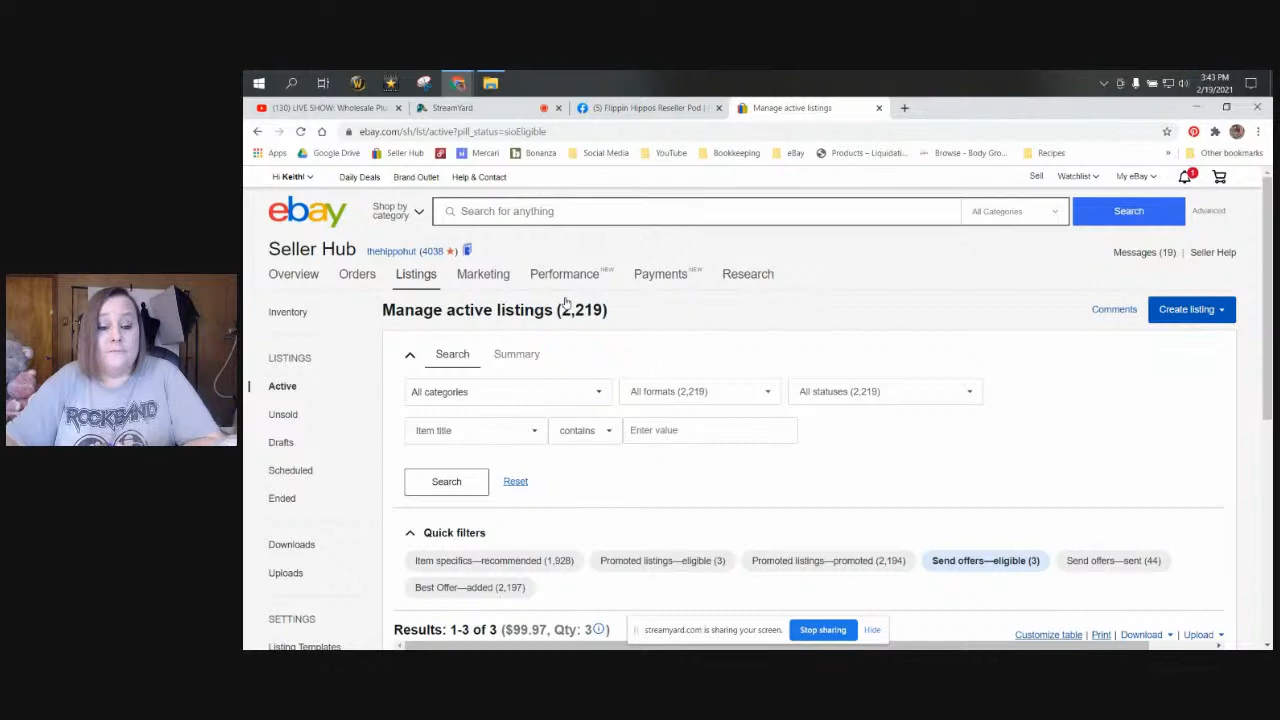 3:43 PM
2/19/2021
(130) LIVE SHOW: Wholesale Plu
StreamYard
(5) Flippin Hippos Reseller Pod |
Manage active listings
ebay.com/sh/lst/active?pill_status=sioEligible
Apps Google Drive Seller Hub Mercari Bonanza Social Media YouTube Bookkeeping eBay Products – Liquidati... Browse - Body Gro... Recipes » Other bookmarks
Hi Keith! Daily Deals Brand Outlet Help & Contact Sell Watchlist My eBay 1
ebay Shop by category Search for anything All Categories Search Advanced
Seller Hub thehippohut (4038 ★) Messages (19) Seller Help
Overview Orders Listings Marketing Performance NEW Payments NEW Research
Inventory
LISTINGS
Active
Unsold
Drafts
Scheduled
Ended
Downloads
Uploads
SETTINGS
Listing Templates
Manage active listings (2,219) Comments Create listing
Search Summary
All categories All formats (2,219) All statuses (2,219)
Item title contains Enter value
Search Reset
Quick filters
Item specifics—recommended (1,928) Promoted listings—eligible (3) Promoted listings—promoted (2,194) Send offers—eligible (3) Send offers—sent (44)
Best Offer—added (2,197)
Results: 1-3 of 3 ($99.97, Qty: 3) Customize table | Print | Download | Upload
streamyard.com is sharing your screen. Stop sharing Hide
ROCKBAND